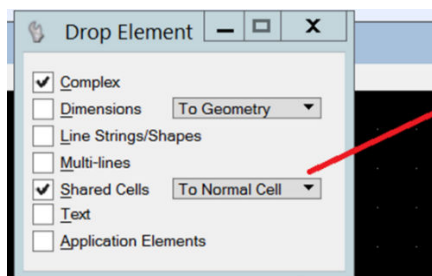 Drop Element
Complex
Dimensions To Geometry
Line Strings/Shapes
Multi-lines
Shared Cells To Normal Cell
Text
Application Elements